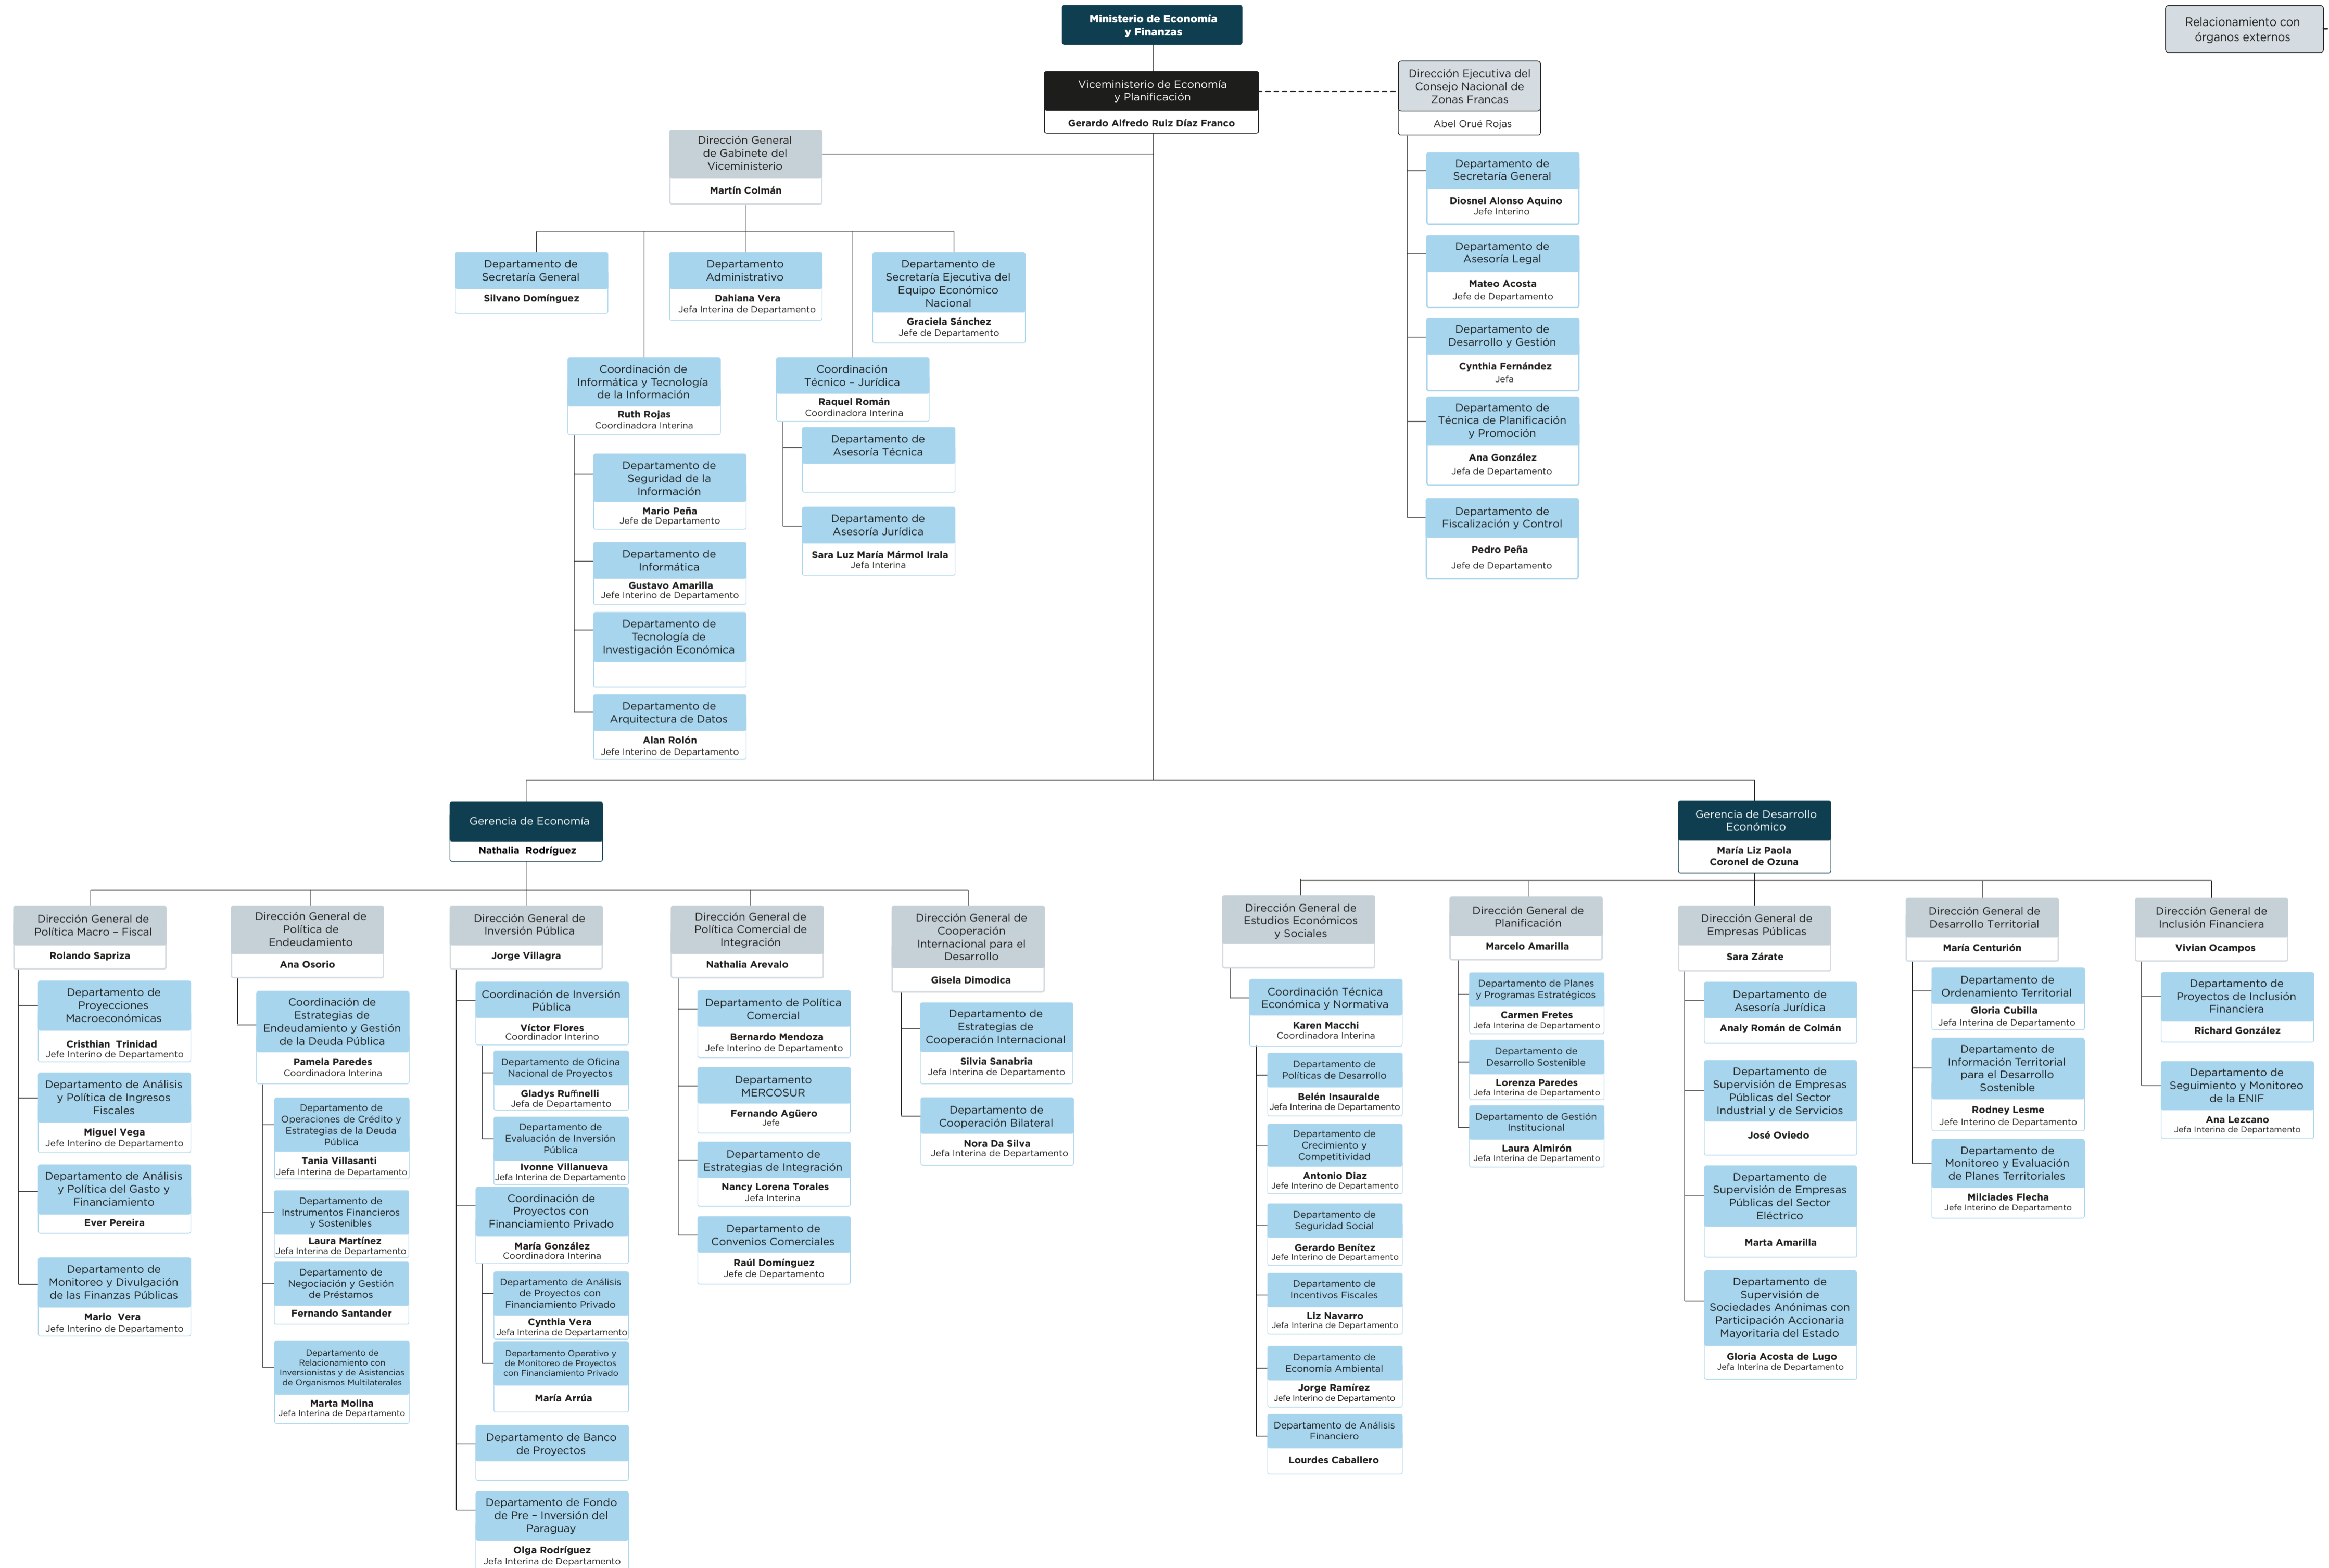 Ministerio de Economía
y Finanzas
Relacionamiento con
órganos externos
Viceministerio de Economía
y Planificación
Gerardo Alfredo Ruiz Díaz Franco
Dirección Ejecutiva del
Consejo Nacional de
Zonas Francas
Abel Orué Rojas
Departamento de
Secretaría General
Diosnel Alonso Aquino
Jefe Interino
Departamento de
Asesoría Legal
Mateo Acosta
Jefe de Departamento
Departamento de
Desarrollo y Gestión
Cynthia Fernández
Jefa
Departamento de
Técnica de Planificación
y Promoción
Ana González
Jefa de Departamento
Departamento de
Fiscalización y Control
Pedro Peña
Jefe de Departamento
Dirección General
de Gabinete del
Viceministerio
Martín Colmán
Departamento de
Secretaría General
Silvano Domínguez
Departamento
Administrativo
Dahiana Vera
Jefa Interina de Departamento
Departamento de
Secretaría Ejecutiva del
Equipo Económico
Nacional
Graciela Sánchez
Jefe de Departamento
Coordinación de
Informática y Tecnología
de la Información
Ruth Rojas
Coordinadora Interina
Departamento de
Seguridad de la
Información
Mario Peña
Jefe de Departamento
Departamento de
Informática
Gustavo Amarilla
Jefe Interino de Departamento
Departamento de
Tecnología de
Investigación Económica
Departamento de
Arquitectura de Datos
Alan Rolón
Jefe Interino de Departamento
Coordinación
Técnico – Jurídica
Raquel Román
Coordinadora Interina
Departamento de
Asesoría Técnica
Departamento de
Asesoría Jurídica
Sara Luz María Mármol Irala
Jefa Interina
Gerencia de Economía
Nathalia Rodríguez
Dirección General de
Política Macro – Fiscal
Rolando Sapriza
Departamento de
Proyecciones
Macroeconómicas
Cristhian Trinidad
Jefe Interino de Departamento
Departamento de Análisis
y Política de Ingresos
Fiscales
Miguel Vega
Jefe Interino de Departamento
Departamento de Análisis
y Política del Gasto y
Financiamiento
Ever Pereira
Departamento de
Monitoreo y Divulgación
de las Finanzas Públicas
Mario Vera
Jefe Interino de Departamento
Dirección General de
Política de
Endeudamiento
Ana Osorio
Coordinación de
Estrategias de
Endeudamiento y Gestión
de la Deuda Pública
Pamela Paredes
Coordinadora Interina
Departamento de
Operaciones de Crédito y
Estrategias de la Deuda
Pública
Tania Villasanti
Jefa Interina de Departamento
Departamento de
Instrumentos Financieros
y Sostenibles
Laura Martínez
Jefa Interina de Departamento
Departamento de
Negociación y Gestión
de Préstamos
Fernando Santander
Departamento de
Relacionamiento con
Inversionistas y de Asistencias
de Organismos Multilaterales
Marta Molina
Jefa Interina de Departamento
Dirección General de
Inversión Pública
Jorge Villagra
Coordinación de Inversión
Pública
Víctor Flores
Coordinador Interino
Departamento de Oficina
Nacional de Proyectos
Gladys Ruffinelli
Jefa de Departamento
Departamento de
Evaluación de Inversión
Pública
Ivonne Villanueva
Jefa Interina de Departamento
Coordinación de
Proyectos con
Financiamiento Privado
María González
Coordinadora Interina
Departamento de Análisis
de Proyectos con
Financiamiento Privado
Cynthia Vera
Jefa Interina de Departamento
Departamento Operativo y
de Monitoreo de Proyectos
con Financiamiento Privado
María Arrúa
Departamento de Banco
de Proyectos
Departamento de Fondo
de Pre – Inversión del
Paraguay
Olga Rodríguez
Jefa Interina de Departamento
Dirección General de
Política Comercial de
Integración
Nathalia Arevalo
Departamento de Política
Comercial
Bernardo Mendoza
Jefe Interino de Departamento
Departamento
MERCOSUR
Fernando Agüero
Jefe
Departamento de
Estrategias de Integración
Nancy Lorena Torales
Jefa Interina
Departamento de
Convenios Comerciales
Raúl Domínguez
Jefe de Departamento
Dirección General de
Cooperación
Internacional para el
Desarrollo
Gisela Dimodica
Departamento de
Estrategias de
Cooperación Internacional
Silvia Sanabria
Jefa Interina de Departamento
Departamento de
Cooperación Bilateral
Nora Da Silva
Jefa Interina de Departamento
Gerencia de Desarrollo
Económico
María Liz Paola
Coronel de Ozuna
Dirección General de
Estudios Económicos
y Sociales
Coordinación Técnica
Económica y Normativa
Karen Macchi
Coordinadora Interina
Departamento de
Políticas de Desarrollo
Belén Insauralde
Jefa Interina de Departamento
Departamento de
Crecimiento y
Competitividad
Antonio Diaz
Jefe Interino de Departamento
Departamento de
Seguridad Social
Gerardo Benítez
Jefe Interino de Departamento
Departamento de
Incentivos Fiscales
Liz Navarro
Jefa Interina de Departamento
Departamento de
Economía Ambiental
Jorge Ramírez
Jefe Interino de Departamento
Departamento de Análisis
Financiero
Lourdes Caballero
Dirección General de
Planificación
Marcelo Amarilla
Departamento de Planes
y Programas Estratégicos
Carmen Fretes
Jefa Interina de Departamento
Departamento de
Desarrollo Sostenible
Lorenza Paredes
Jefa Interina de Departamento
Departamento de Gestión
Institucional
Laura Almirón
Jefa Interina de Departamento
Dirección General de
Empresas Públicas
Sara Zárate
Departamento de
Asesoría Jurídica
Analy Román de Colmán
Departamento de
Supervisión de Empresas
Públicas del Sector
Industrial y de Servicios
José Oviedo
Departamento de
Supervisión de Empresas
Públicas del Sector
Eléctrico
Marta Amarilla
Departamento de
Supervisión de
Sociedades Anónimas con
Participación Accionaria
Mayoritaria del Estado
Gloria Acosta de Lugo
Jefa Interina de Departamento
Dirección General de
Desarrollo Territorial
María Centurión
Departamento de
Ordenamiento Territorial
Gloria Cubilla
Jefa Interina de Departamento
Departamento de
Información Territorial
para el Desarrollo
Sostenible
Rodney Lesme
Jefe Interino de Departamento
Departamento de
Monitoreo y Evaluación
de Planes Territoriales
Milciades Flecha
Jefe Interino de Departamento
Dirección General de
Inclusión Financiera
Vivian Ocampos
Departamento de
Proyectos de Inclusión
Financiera
Richard González
Departamento de
Seguimiento y Monitoreo
de la ENIF
Ana Lezcano
Jefa Interina de Departamento